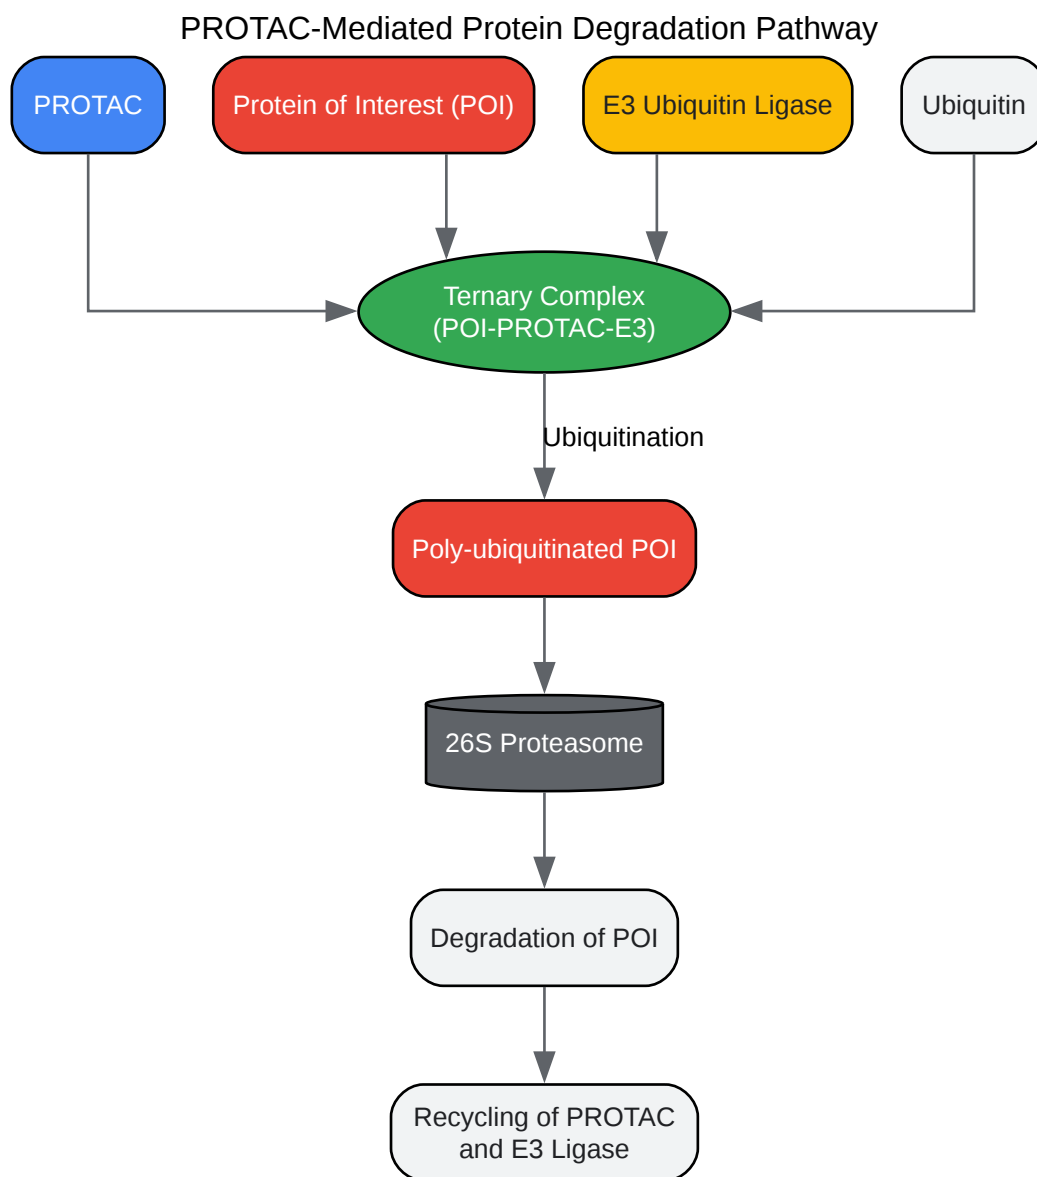 PROTAC-Mediated Protein Degradation Pathway
PROTAC
Protein of Interest (POI)
E3 Ubiquitin Ligase
Ubiquitin
Ternary Complex
(POI-PROTAC-E3)
Ubiquitination
Poly-ubiquitinated POI
26S Proteasome
Degradation of POI
Recycling of PROTAC
and E3 Ligase